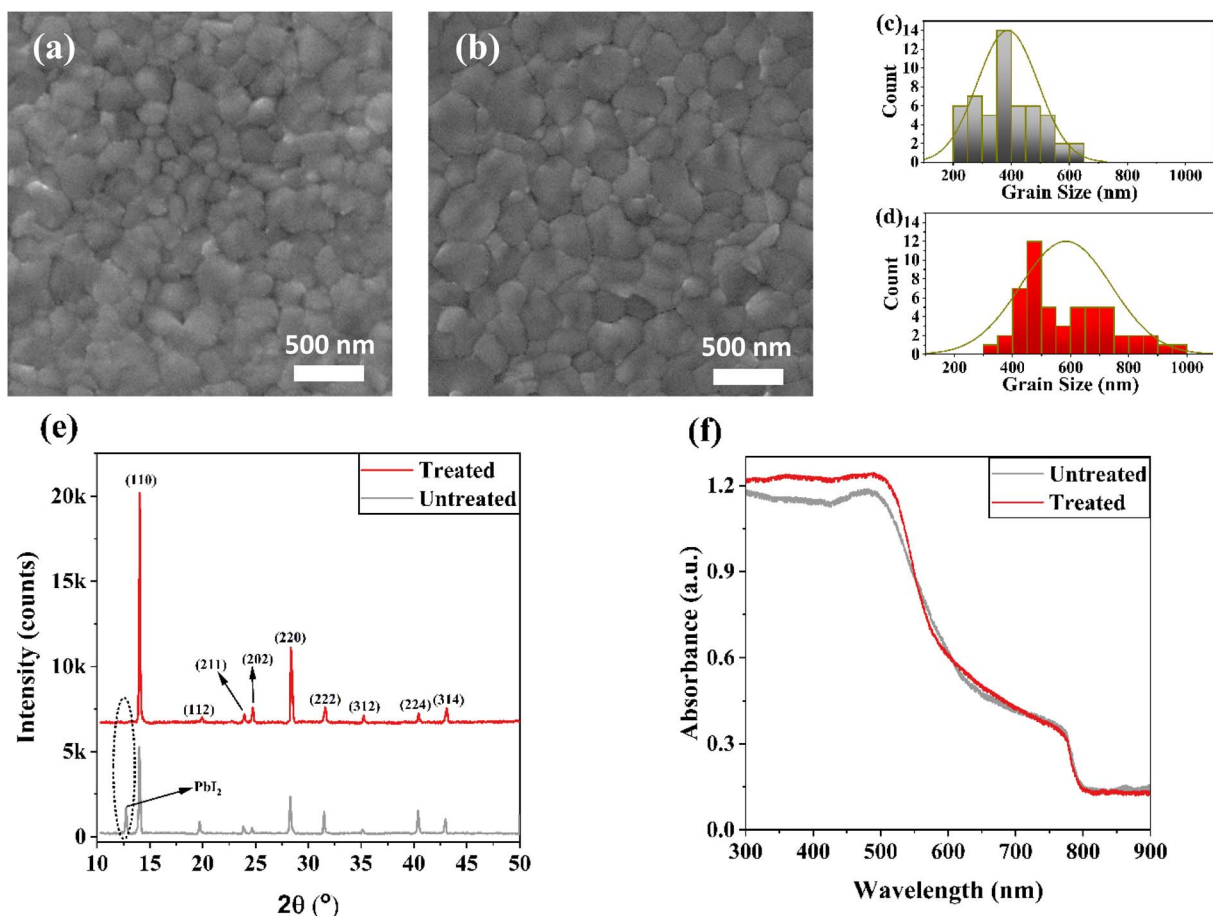 (a)
500 nm
(b)
500 nm
(c)
14
12
10
8
6
4
2
0
Count
200 400 600 800 1000
Grain Size (nm)
(d)
14
12
10
8
6
4
2
0
Count
200 400 600 800 1000
Grain Size (nm)
(e)
Treated
Untreated
(110)
(112)
(211)
(202)
(220)
(222)
(312)
(224)
(314)
PbI₂
20k
15k
10k
5k
0
Intensity (counts)
10 15 20 25 30 35 40 45 50
2θ (°)
(f)
Untreated
Treated
1.2
0.9
0.6
0.3
0.0
Absorbance (a.u.)
300 400 500 600 700 800 900
Wavelength (nm)